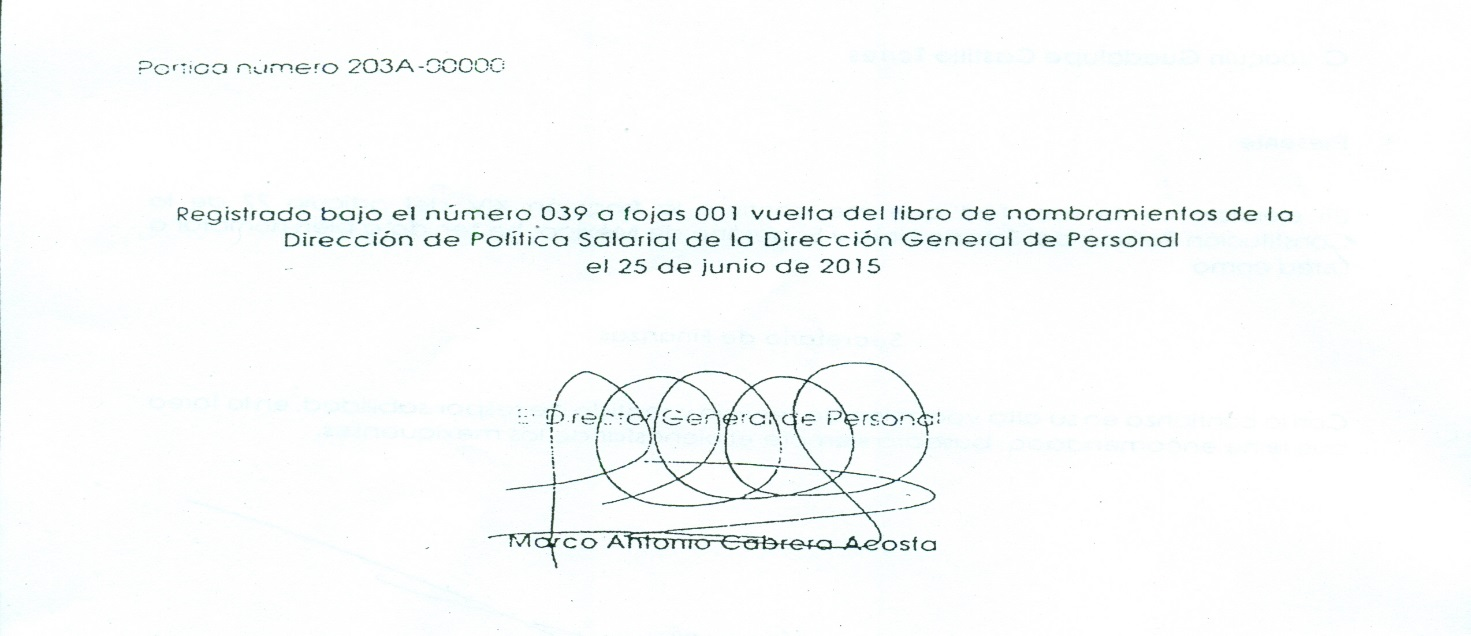 Partida número 203A-00000
Registrado bajo el número 039 a fojas 001 vuelta del libro de nombramientos de la
Dirección de Política Salarial de la Dirección General de Personal
el 25 de junio de 2015
El Director General de Personal
Marco Antonio Cabrera Acosta